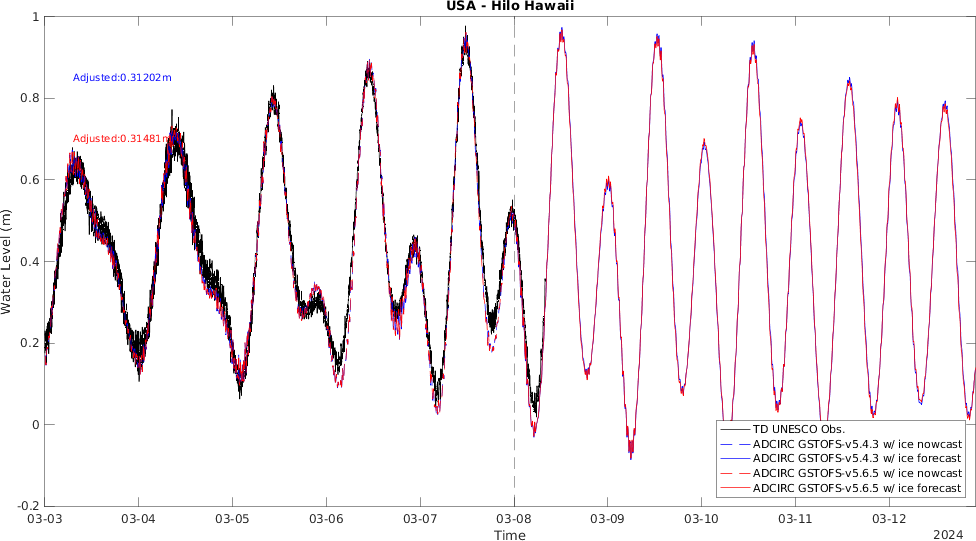 USA - Hilo Hawaii
1
0.8
0.6
0.4
0.2
0
-0.2
Water Level (m)
Adjusted:0.31202m
Adjusted:0.31481m
TD UNESCO Obs.
ADCIRC GSTOFS-v5.4.3 w/ ice nowcast
ADCIRC GSTOFS-v5.4.3 w/ ice forecast
ADCIRC GSTOFS-v5.6.5 w/ ice nowcast
ADCIRC GSTOFS-v5.6.5 w/ ice forecast
03-03 03-04 03-05 03-06 03-07 03-08 03-09 03-10 03-11 03-12
Time
2024